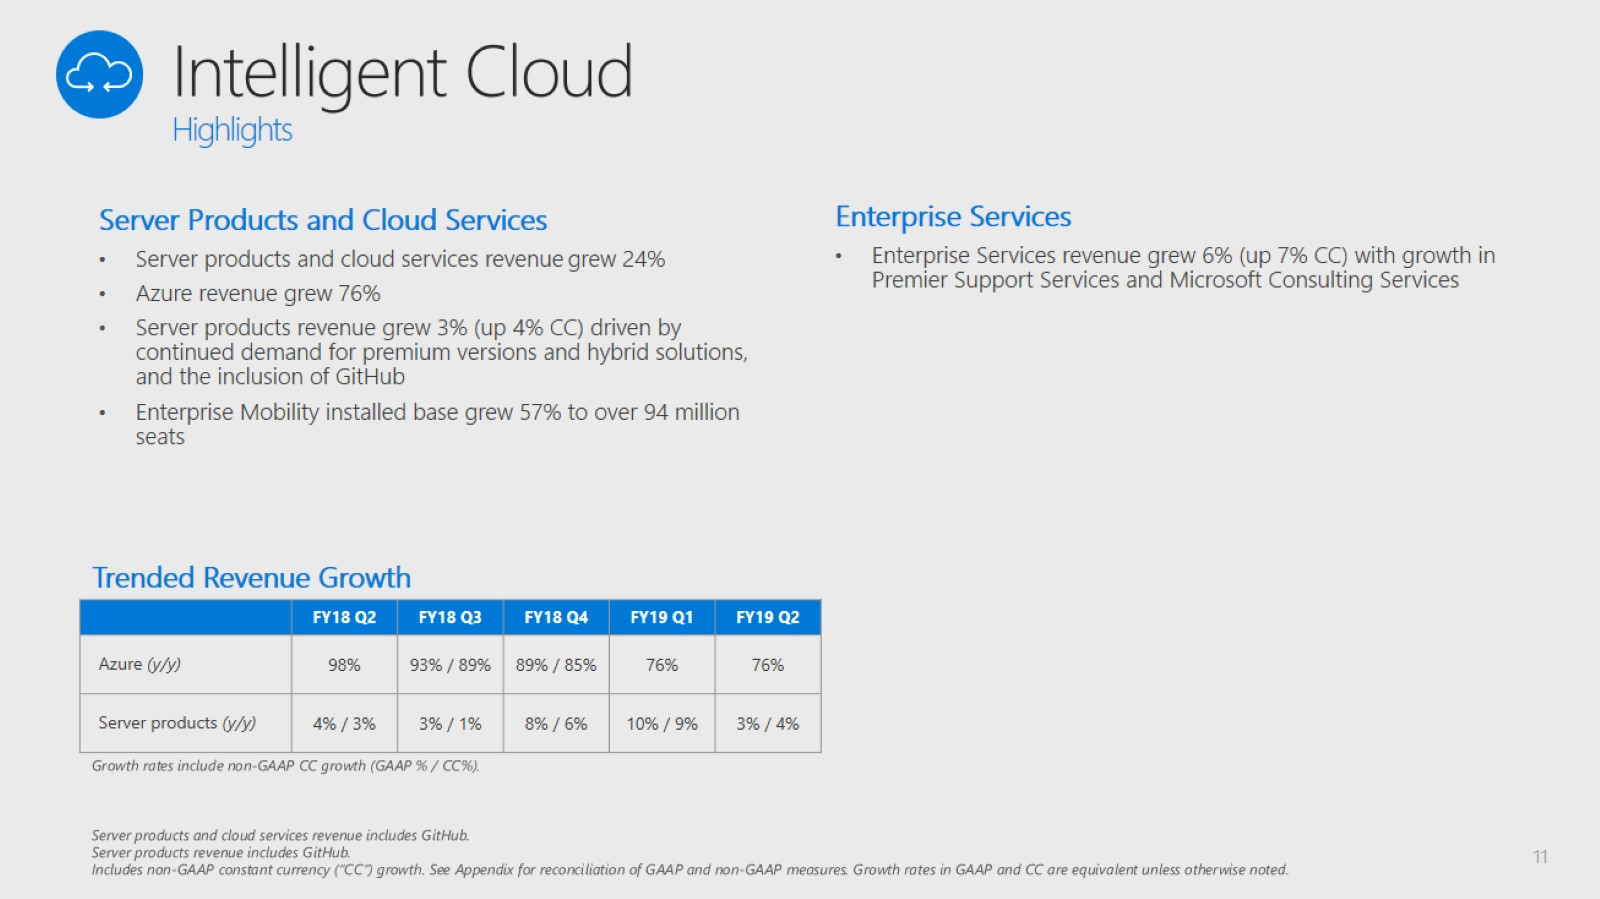 Intelligent Cloud
Highlights
Server Products and Cloud Services
• Server products and cloud services revenue grew 24%
• Azure revenue grew 76%
• Server products revenue grew 3% (up 4% CC) driven by
continued demand for premium versions and hybrid solutions,
and the inclusion of GitHub
• Enterprise Mobility installed base grew 57% to over 94 million
seats
Enterprise Services
• Enterprise Services revenue grew 6% (up 7% CC) with growth in
Premier Support Services and Microsoft Consulting Services
Trended Revenue Growth
FY18 Q2 FY18 Q3 FY18 Q4 FY19 Q1 FY19 Q2
Azure (y/y) 98% 93% / 89% 89% / 85% 76% 76%
Server products (y/y) 4% / 3% 3% / 1% 8% / 6% 10% / 9% 3% / 4%
Growth rates include non-GAAP CC growth (GAAP % / CC%).
Server products and cloud services revenue includes GitHub.
Server products revenue includes GitHub.
Includes non-GAAP constant currency ("CC") growth. See Appendix for reconciliation of GAAP and non-GAAP measures. Growth rates in GAAP and CC are equivalent unless otherwise noted.
11